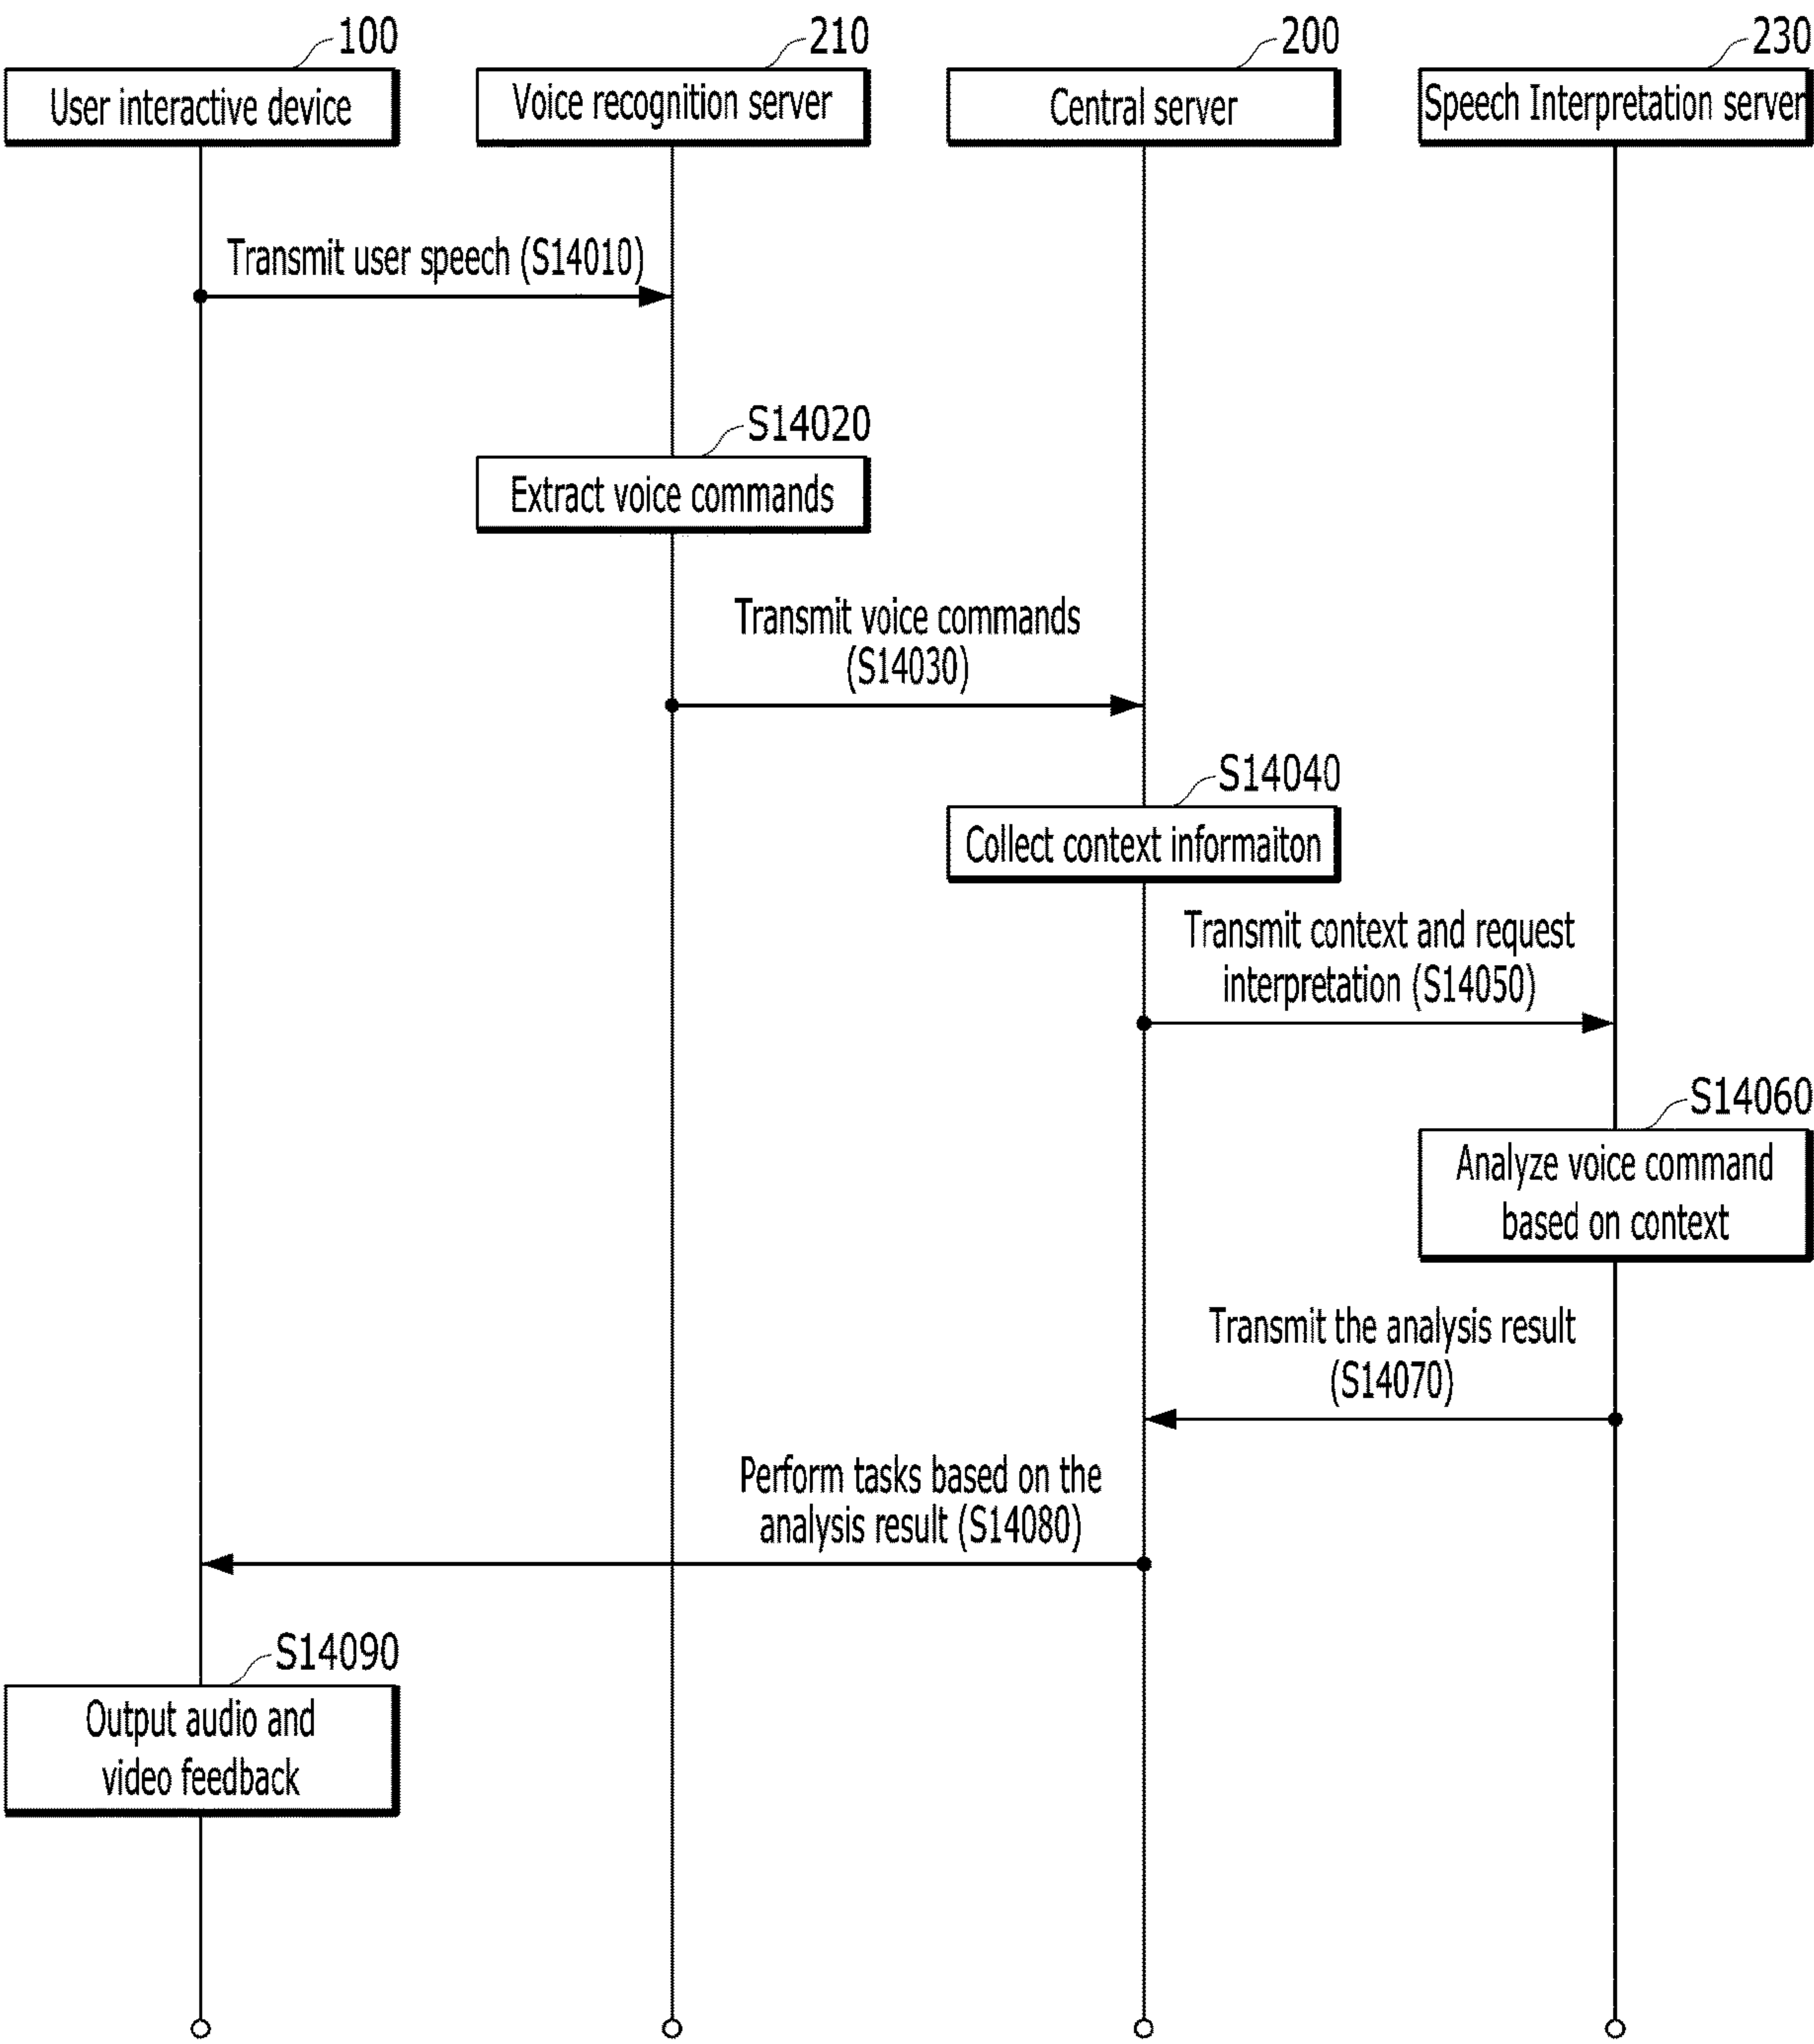 100
210
200
230
User interactive device
Voice recognition server
Central server
Speech Interpretation server
Transmit user speech (S14010)
S14020
Extract voice commands
Transmit voice commands
(S14030)
S14040
Collect context informaiton
Transmit context and request
interpretation (S14050)
S14060
Analyze voice command
based on context
Transmit the analysis result
(S14070)
Perform tasks based on the
analysis result (S14080)
S14090
Output audio and
video feedback